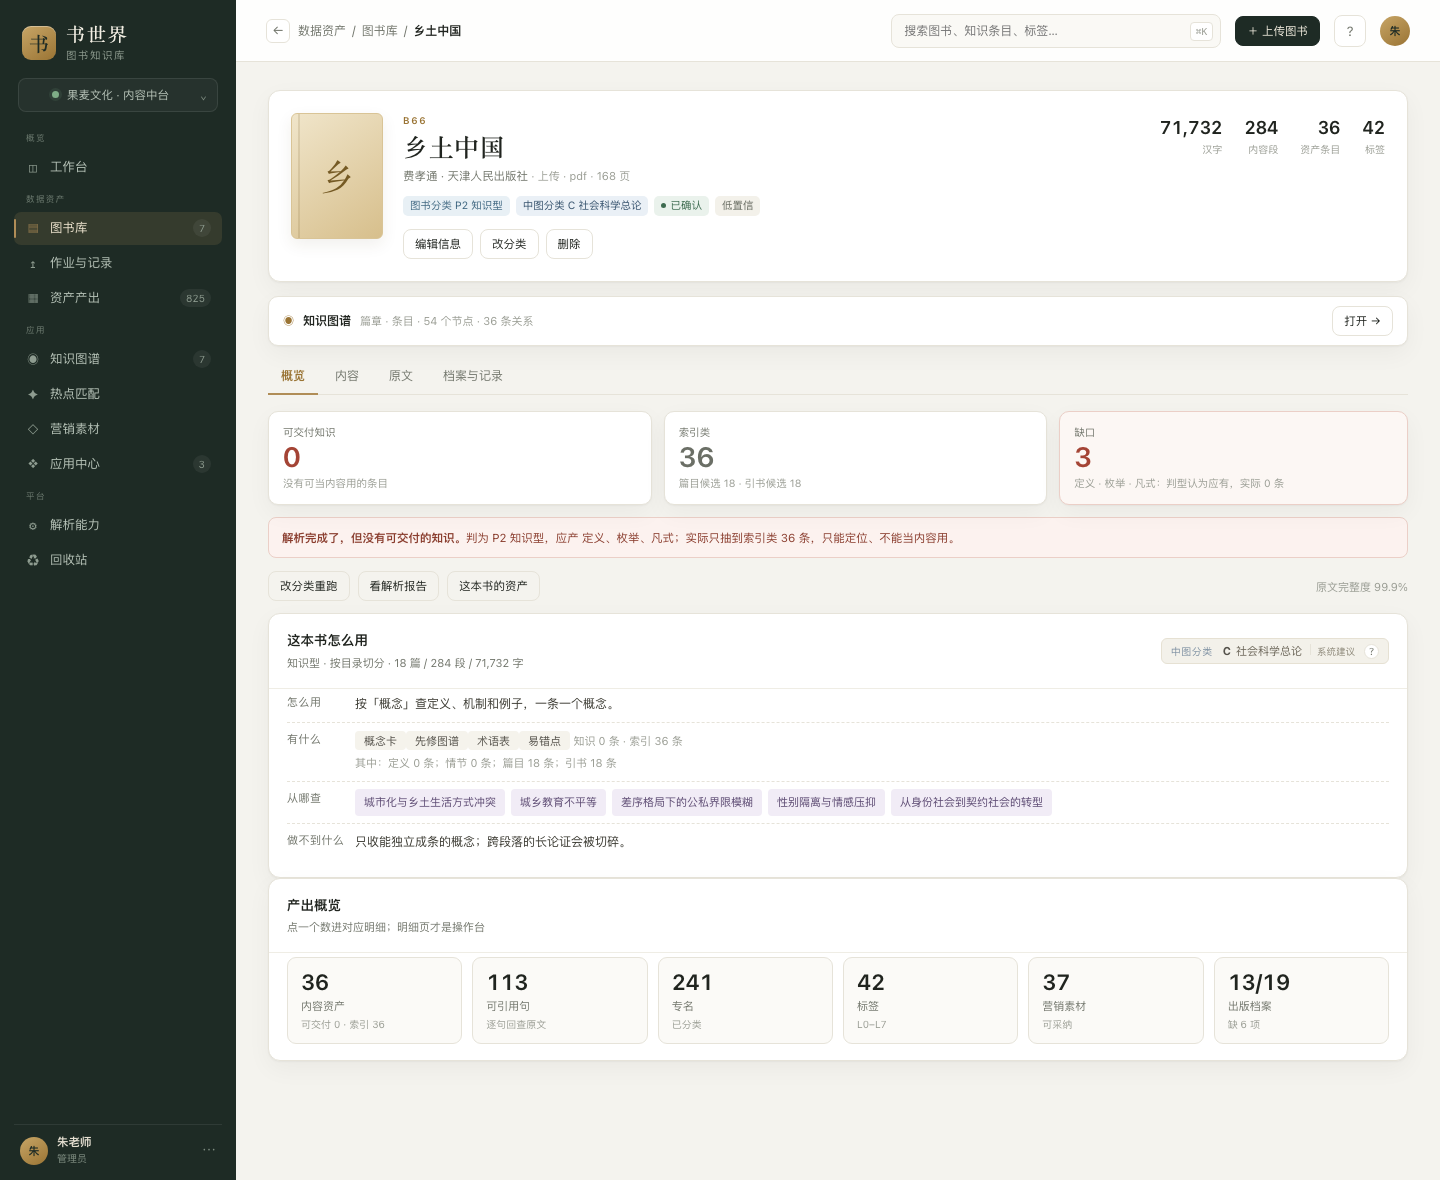 书
书世界
图书知识库
果麦文化 · 内容中台
概览
工作台
数据资产
图书库 7
作业与记录
资产产出 825
应用
知识图谱 7
热点匹配
营销素材
应用中心 3
平台
解析能力
回收站
朱
朱老师
管理员
← 数据资产 / 图书库 / 乡土中国
搜索图书、知识条目、标签... ⌘K
+ 上传图书
?
朱
乡
B66
乡土中国
费孝通 · 天津人民出版社 · 上传 · pdf · 168 页
图书分类 P2 知识型 中图分类 C 社会科学总论 已确认 低置信
编辑信息 改分类 删除
71,732 284 36 42
汉字 内容段 资产条目 标签
知识图谱 篇章 · 条目 · 54 个节点 · 36 条关系
打开 →
概览 内容 原文 档案与记录
可交付知识
0
没有可当内容用的条目
索引类
36
篇目候选 18 · 引书候选 18
缺口
3
定义 · 枚举 · 凡式：判型认为应有，实际 0 条
解析完成了，但没有可交付的知识。判为 P2 知识型，应产 定义、枚举、凡式；实际只抽到索引类 36 条，只能定位、不能当内容用。
改分类重跑 看解析报告 这本书的资产
原文完整度 99.9%
这本书怎么用
知识型 · 按目录切分 · 18 篇 / 284 段 / 71,732 字
中图分类 C 社会科学总论 系统建议 ?
怎么用 按「概念」查定义、机制和例子，一条一个概念。
有什么 概念卡 先修图谱 术语表 易错点 知识 0 条 · 索引 36 条
其中：定义 0 条；情节 0 条；篇目 18 条；引书 18 条
从哪查 城市化与乡土生活方式冲突 城乡教育不平等 差序格局下的公私界限模糊 性别隔离与情感压抑 从身份社会到契约社会的转型
做不到什么 只收能独立成条的概念；跨段落的长论证会被切碎。
产出概览
点一个数进对应明细；明细页才是操作台
36
内容资产
可交付 0 · 索引 36
113
可引用句
逐句回查原文
241
专名
已分类
42
标签
L0–L7
37
营销素材
可采纳
13/19
出版档案
缺 6 项